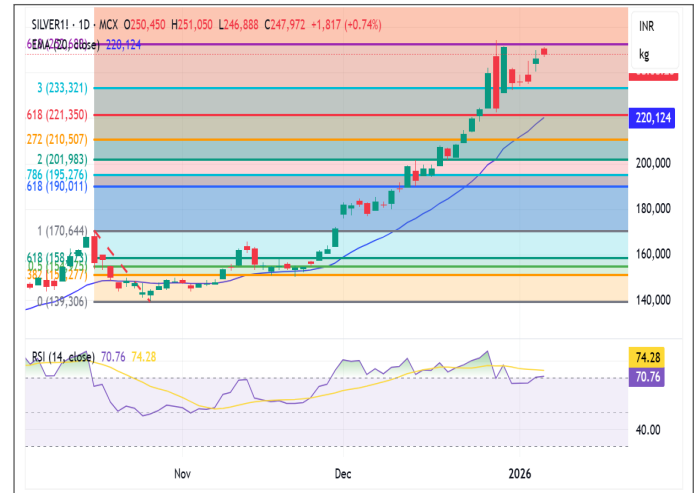 SILVER1! · 1D · MCX O250,450 H251,050 L246,888 C247,972 +1,817 (+0.74%)
INR
EMA (20, close) 220,124
kg
3 (233,321)
618 (221,350)
220,124
272 (210,507)
2 (201,983)
200,000
786 (195,276)
618 (190,011)
180,000
1 (170,644)
160,000
0 (139,306)
140,000
RSI (14, close) 70.76 74.28
74.28
70.76
40.00
Nov
Dec
2026